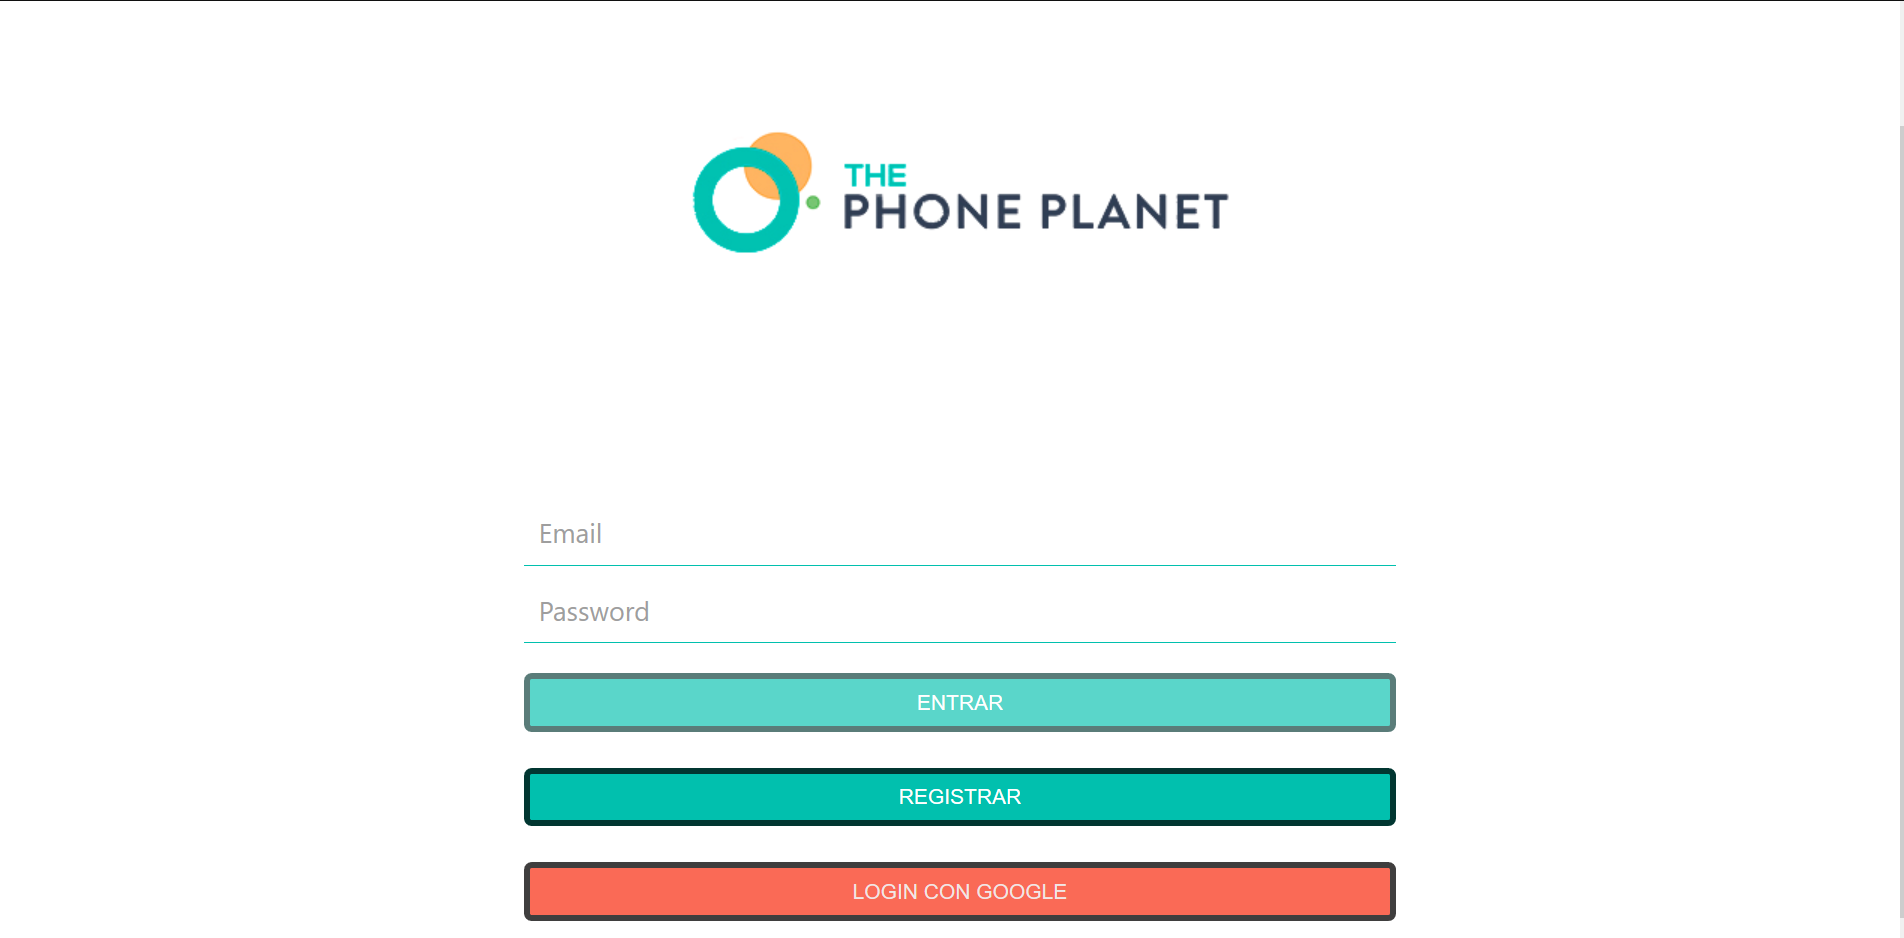 THE
PHONE PLANET
Email
Password
ENTRAR
REGISTRAR
LOGIN CON GOOGLE